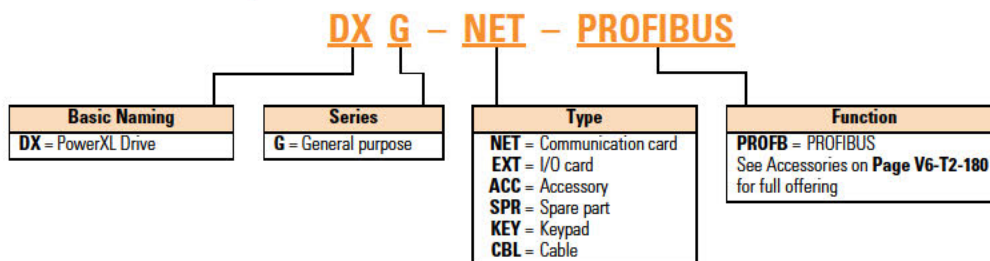 DX G – NET – PROFIBUS
Basic Naming
DX = PowerXL Drive
Series
G = General purpose
Type
NET = Communication card
EXT = I/O card
ACC = Accessory
SPR = Spare part
KEY = Keypad
CBL = Cable
Function
PROFB = PROFIBUS
See Accessories on Page V6-T2-180
for full offering